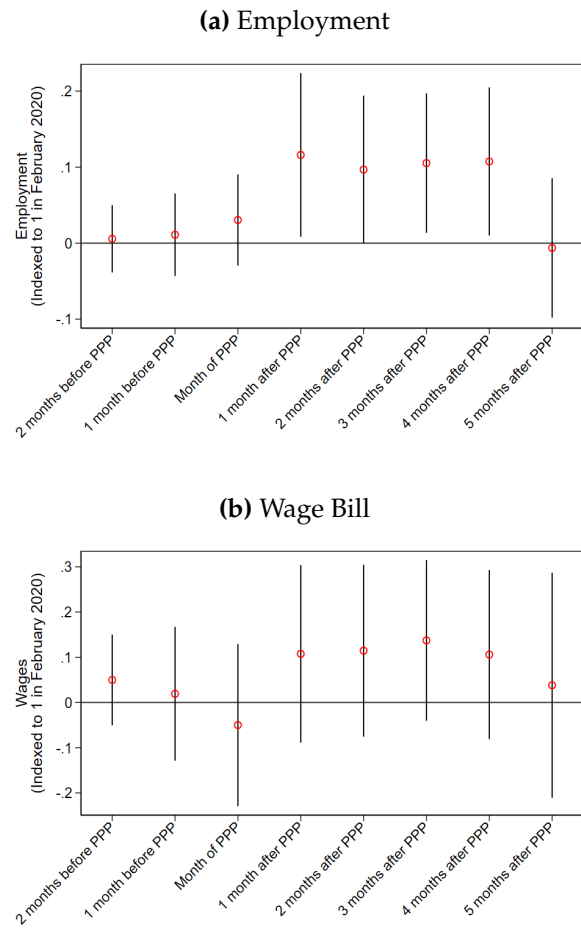 (a) Employment
Employment
(Indexed to 1 in February 2020)
.2
.1
0
-.1
2 months before PPP
1 month before PPP
Month of PPP
1 month after PPP
2 months after PPP
3 months after PPP
4 months after PPP
5 months after PPP
(b) Wage Bill
Wages
(Indexed to 1 in February 2020)
.3
.2
.1
0
-.1
-.2
2 months before PPP
1 month before PPP
Month of PPP
1 month after PPP
2 months after PPP
3 months after PPP
4 months after PPP
5 months after PPP